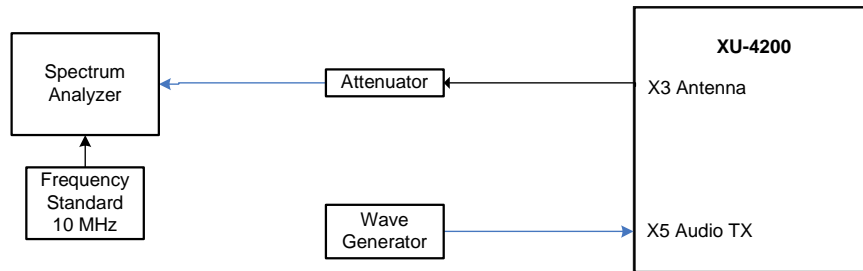 XU-4200
Spectrum
Analyzer
Attenuator
X3 Antenna
Frequency
Standard
10 MHz
Wave
Generator
X5 Audio TX